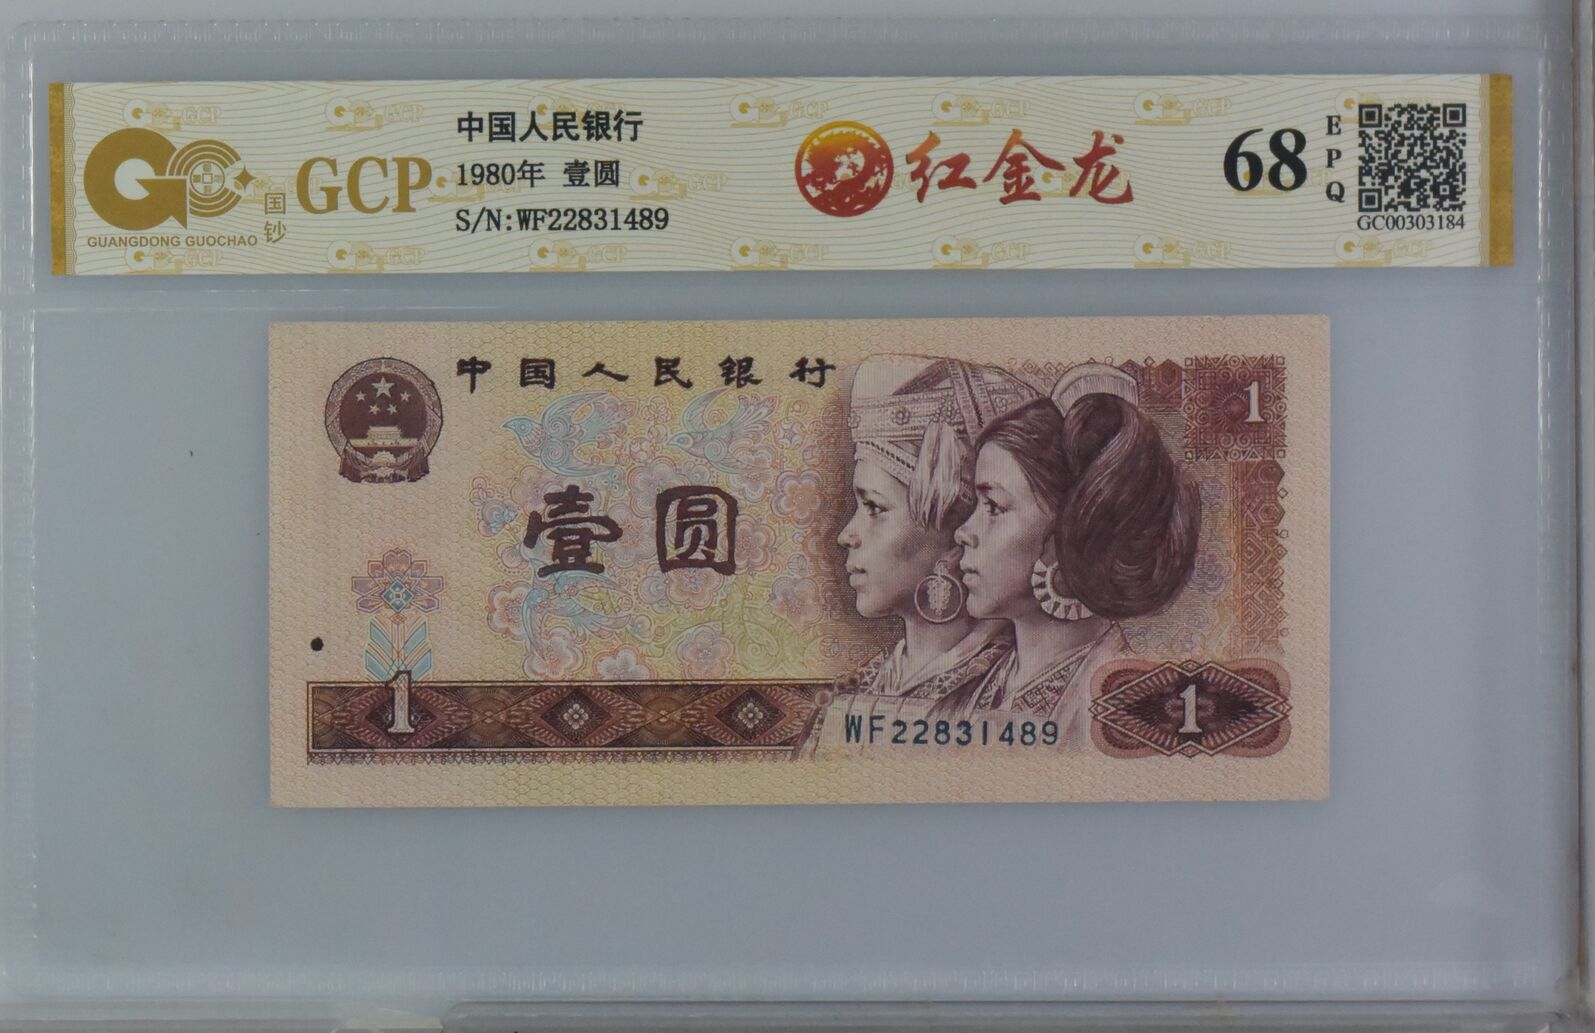 GCP
国钞
GUANGDONG GUOCHAO
中国人民银行
1980年 壹圆
S/N:WF22831489
红金龙
68
EPQ
GC00303184
中国人民银行
1
壹圆
1
WF22831489
1